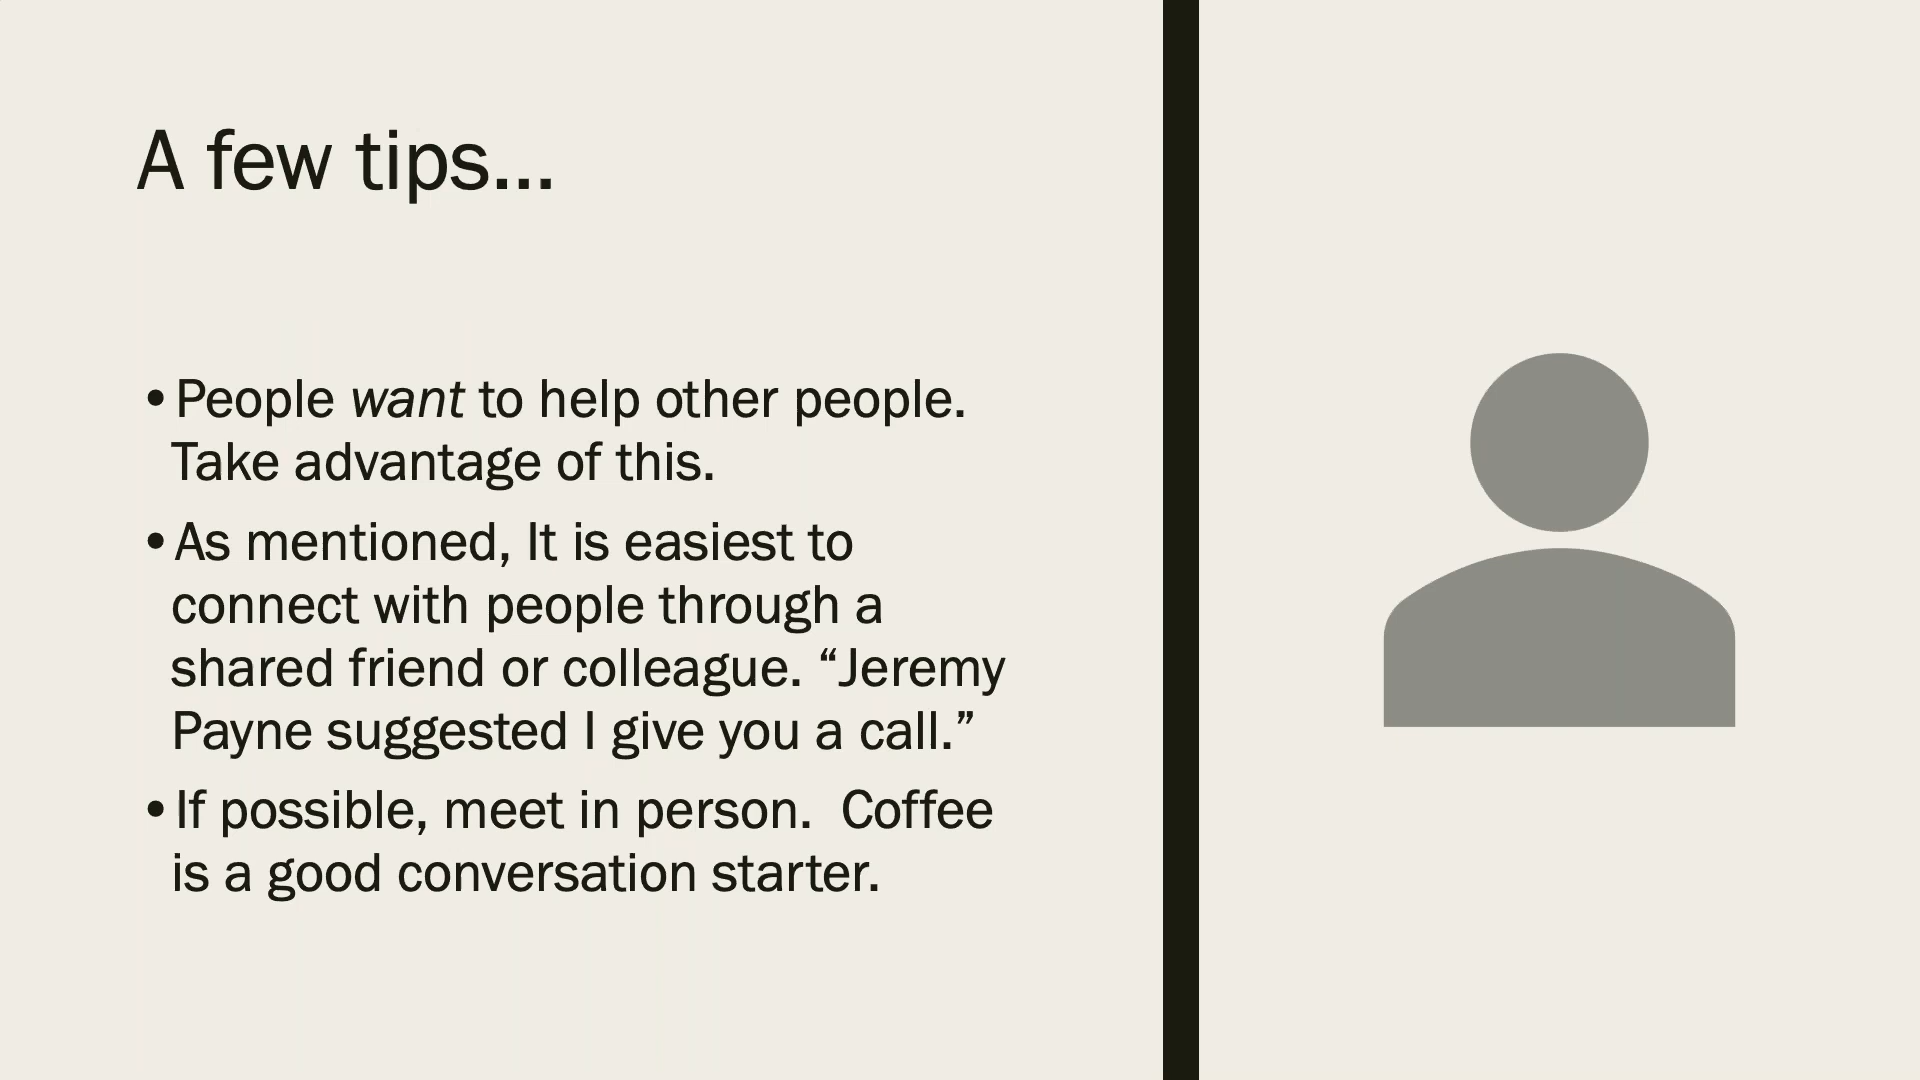 A few tips...
•People want to help other people.
Take advantage of this.
•As mentioned, It is easiest to
connect with people through a
shared friend or colleague. “Jeremy
Payne suggested I give you a call.”
•If possible, meet in person.  Coffee
is a good conversation starter.